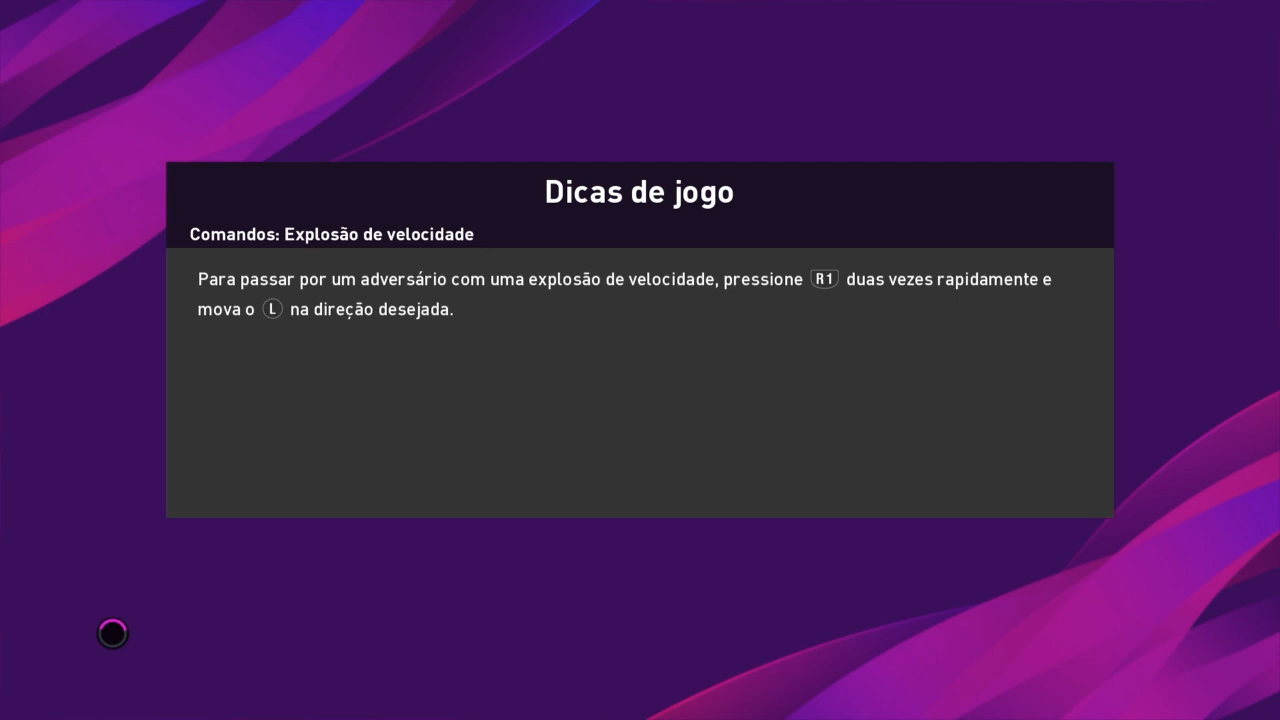 Dicas de jogo
Comandos: Explosão de velocidade
Para passar por um adversário com uma explosão de velocidade, pressione R1 duas vezes rapidamente e
mova o L na direção desejada.